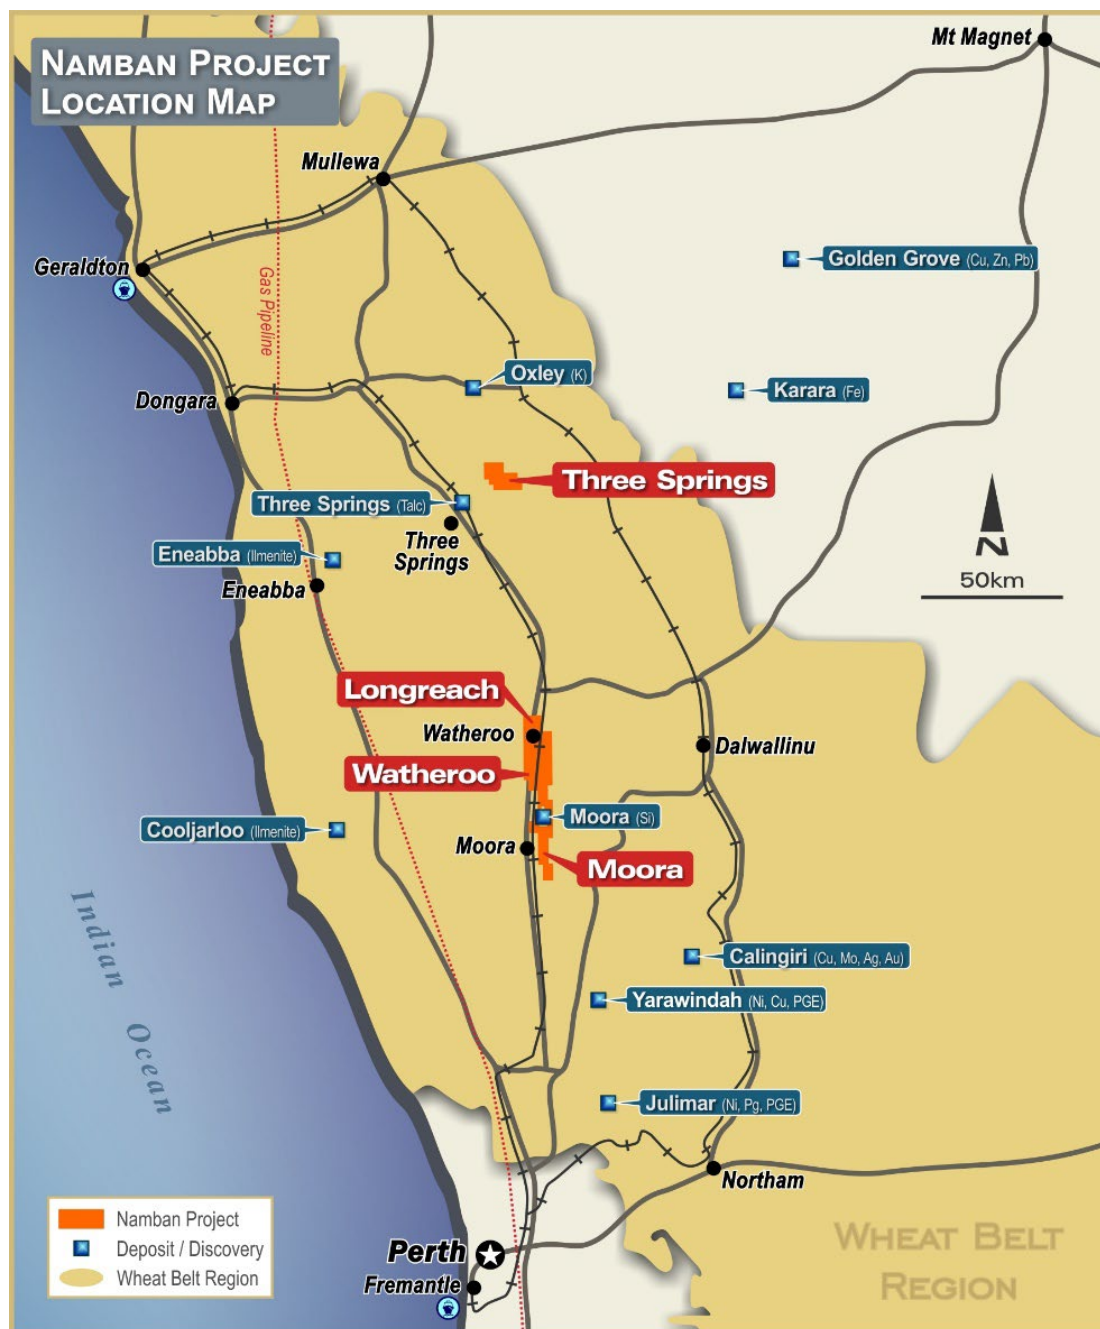 NAMBAN PROJECT
LOCATION MAP
Mt Magnet
Mullewa
Geraldton
Gas Pipeline
Golden Grove (Cu, Zn, Pb)
Oxley (K)
Karara (Fe)
Dongara
Three Springs
Three Springs (Talc)
Three
Springs
Eneabba (Ilmenite)
Eneabba
N
50km
Longreach
Watheroo
Dalwallinu
Watheroo
Moora (Si)
Cooljarloo (Ilmenite)
Moora
Moora
Indian Ocean
Calingiri (Cu, Mo, Ag, Au)
Yarawindah (Ni, Cu, PGE)
Julimar (Ni, Pg, PGE)
Northam
Namban Project
Deposit / Discovery
Wheat Belt Region
Perth
Fremantle
WHEAT BELT
REGION